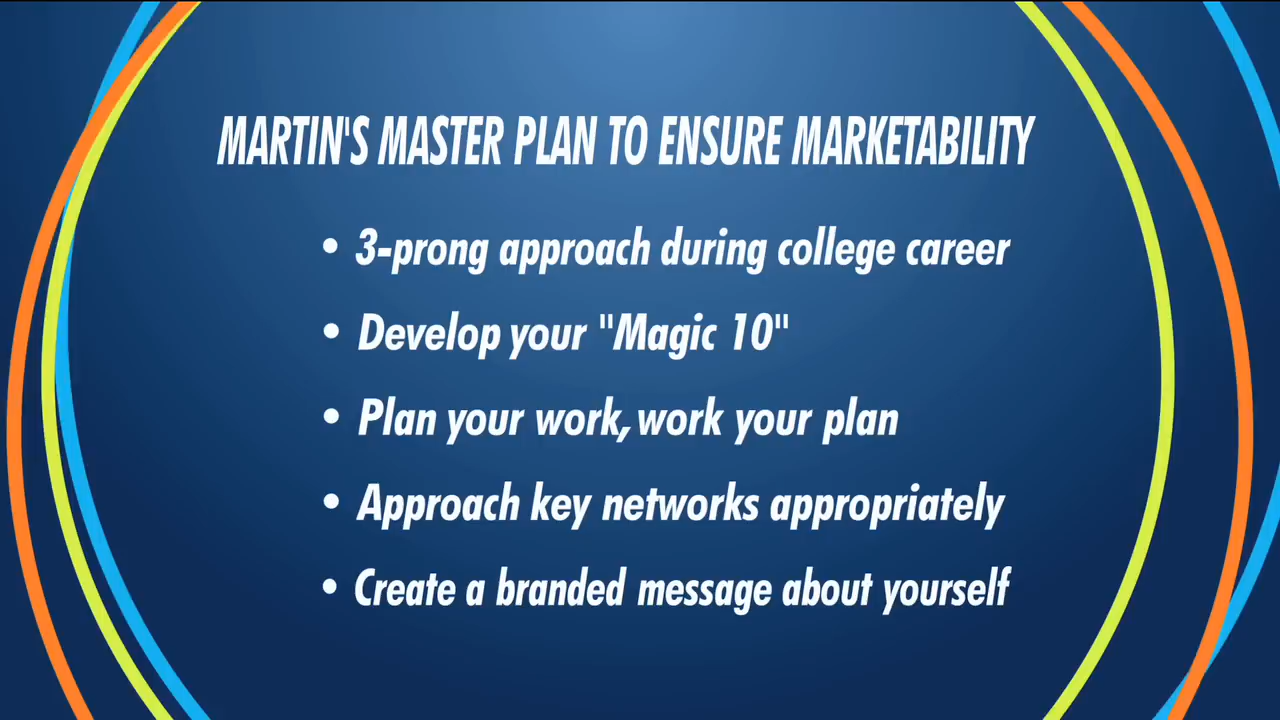 MARTIN'S MASTER PLAN TO ENSURE MARKETABILITY
• 3-prong approach during college career
• Develop your "Magic 10"
• Plan your work, work your plan
• Approach key networks appropriately
• Create a branded message about yourself